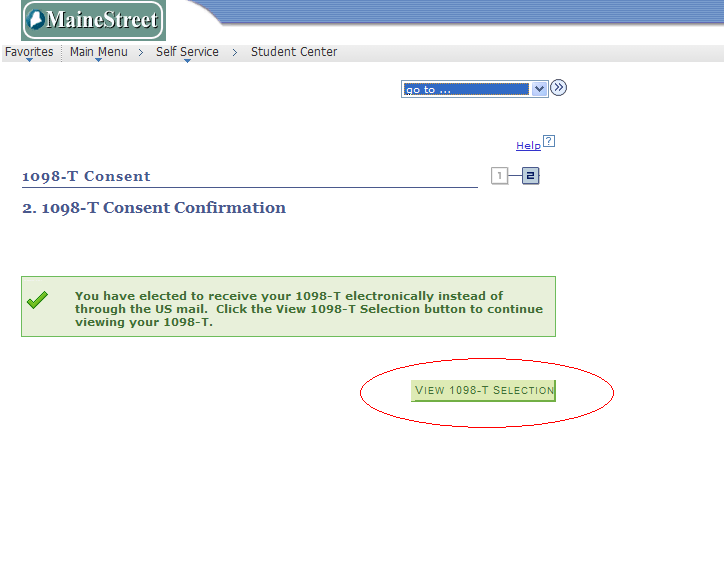 MaineStreet
Favorites Main Menu > Self Service > Student Center
go to ...
Help ?
1098-T Consent 1 2
2. 1098-T Consent Confirmation
You have elected to receive your 1098-T electronically instead of
through the US mail.  Click the View 1098-T Selection button to continue
viewing your 1098-T.
VIEW 1098-T SELECTION